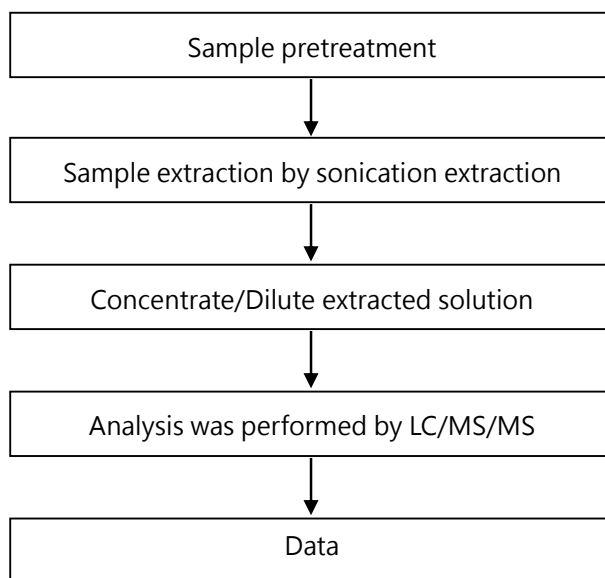 Sample pretreatment
Sample extraction by sonication extraction
Concentrate/Dilute extracted solution
Analysis was performed by LC/MS/MS
Data